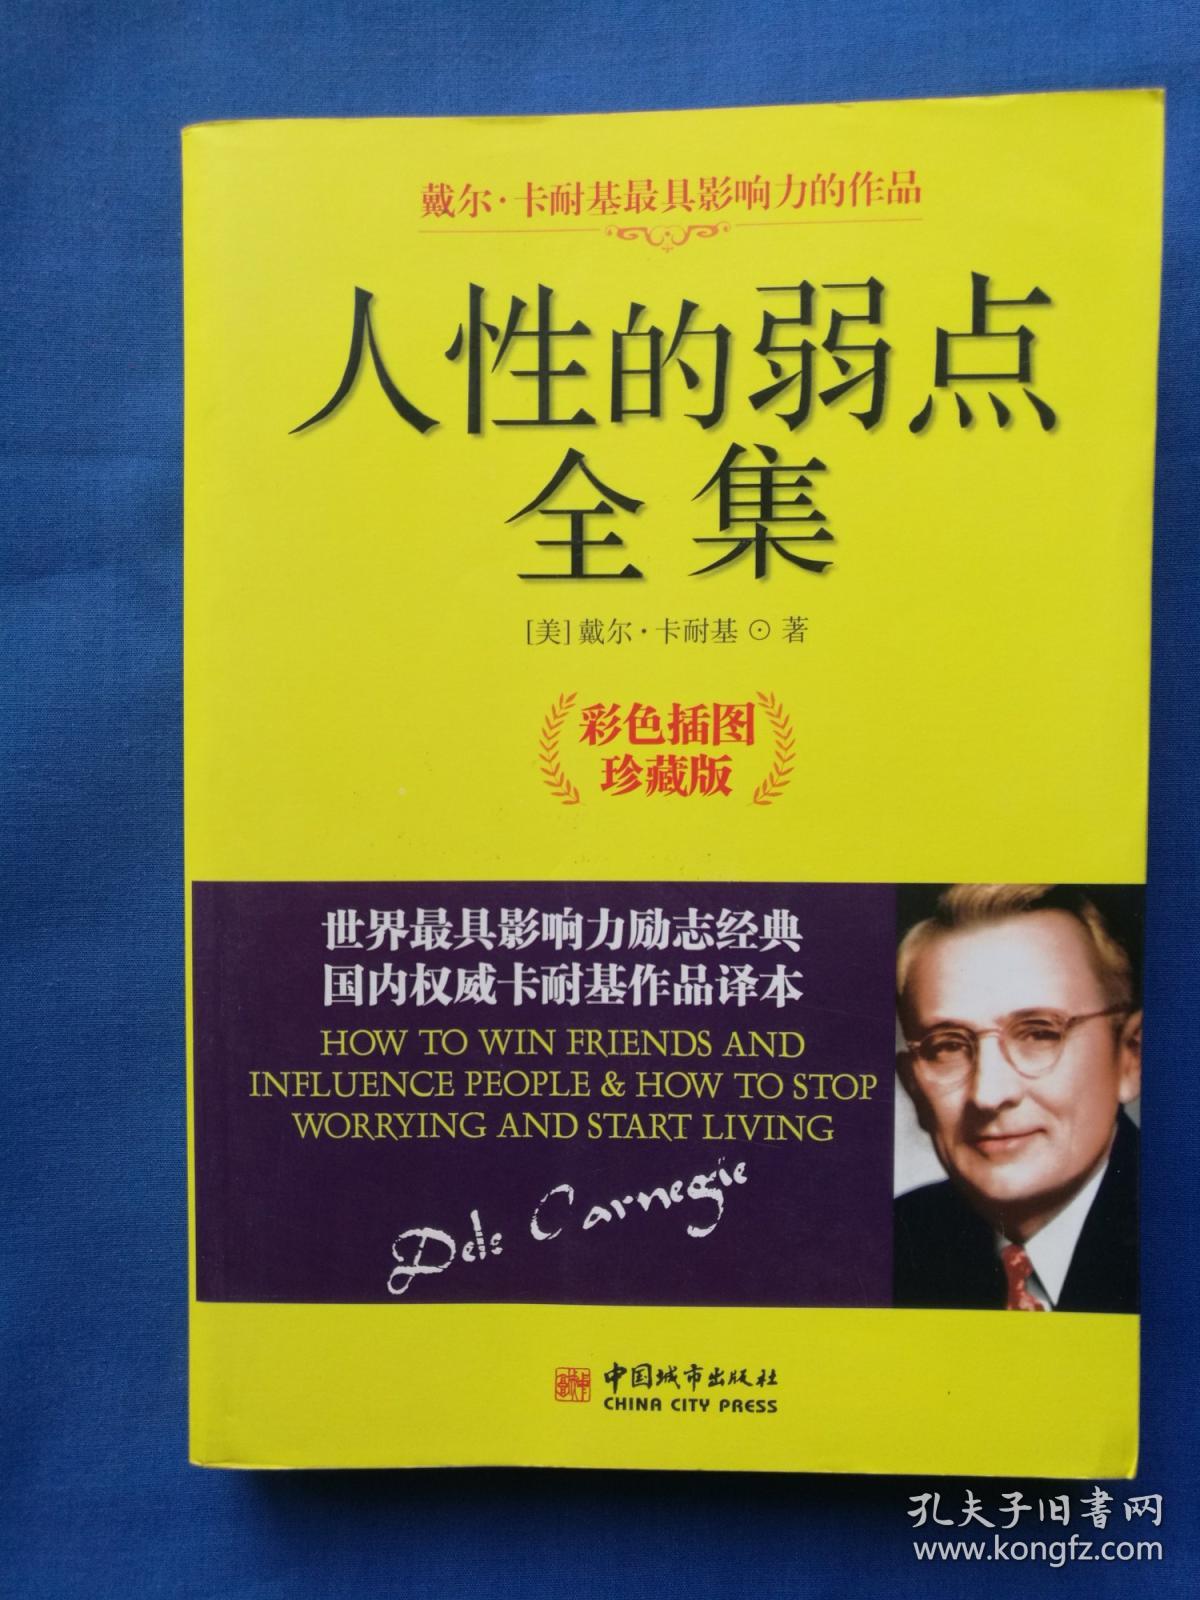 戴尔·卡耐基最具影响力的作品
人性的弱点
全集
[美]戴尔·卡耐基⊙著
彩色插图
珍藏版
世界最具影响力励志经典
国内权威卡耐基作品译本
HOW TO WIN FRIENDS AND
INFLUENCE PEOPLE & HOW TO STOP
WORRYING AND START LIVING
Dele Carnegie
中国城市出版社
CHINA CITY PRESS
孔夫子旧书网
www.kongfz.com